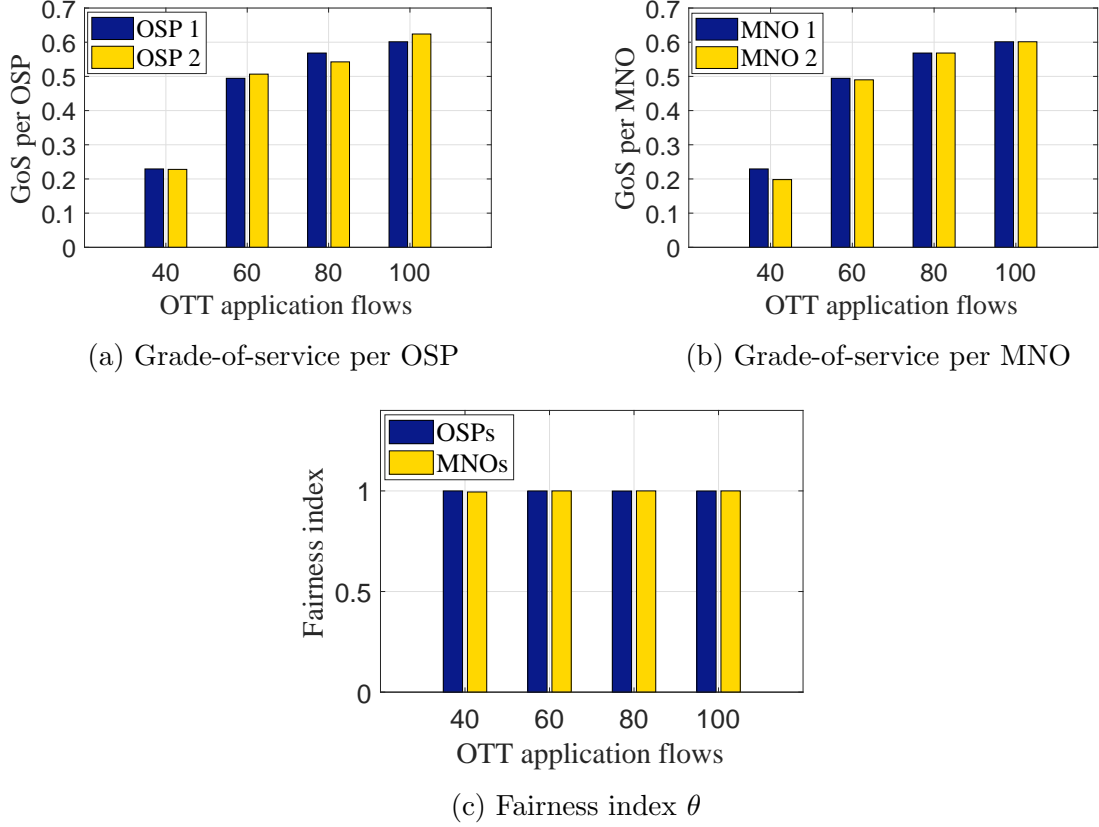 0.7
0.6
0.5
0.4
0.3
0.2
0.1
0
GoS per OSP
OSP 1
OSP 2
40 60 80 100
OTT application flows
(a) Grade-of-service per OSP
0.7
0.6
0.5
0.4
0.3
0.2
0.1
0
GoS per MNO
MNO 1
MNO 2
40 60 80 100
OTT application flows
(b) Grade-of-service per MNO
1
0.5
0
Fairness index
OSPs
MNOs
40 60 80 100
OTT application flows
(c) Fairness index θ